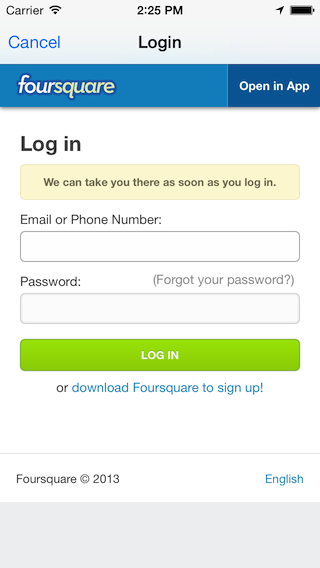 Carrier 2:25 PM
Cancel Login
foursquare Open in App
Log in
We can take you there as soon as you log in.
Email or Phone Number:
Password: (Forgot your password?)
LOG IN
or download Foursquare to sign up!
Foursquare © 2013 English